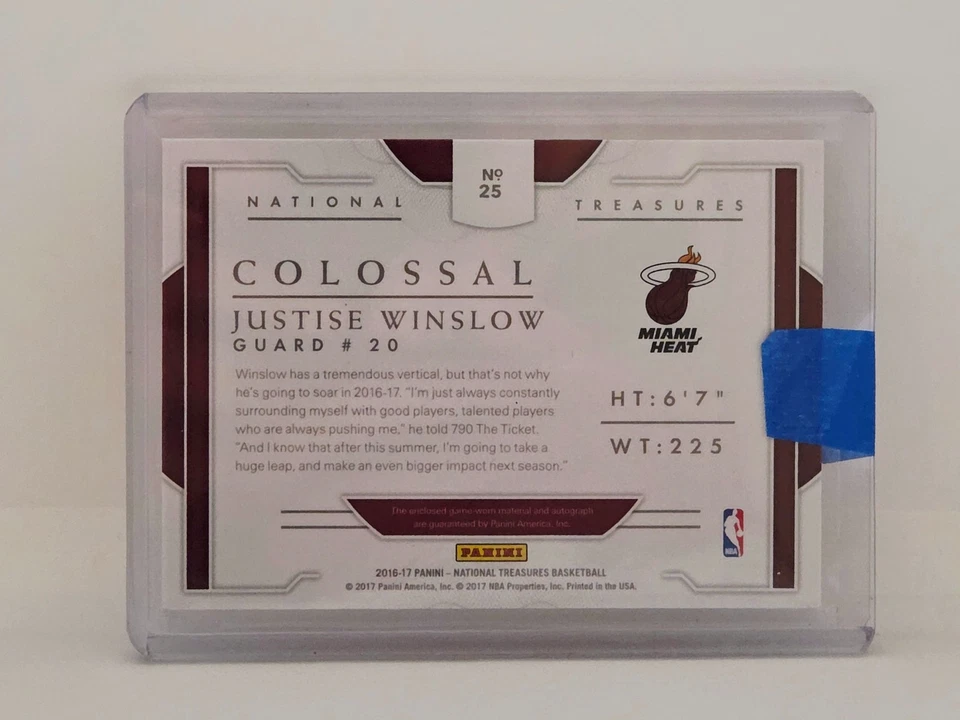 Nº
25
NATIONAL
TREASURES
COLOSSAL
JUSTISE WINSLOW
GUARD # 20
Winslow has a tremendous vertical, but that's not why
he's going to soar in 2016-17. "I'm just always constantly
surrounding myself with good players, talented players
who are always pushing me," he told 790 The Ticket.
"And I know that after this summer, I'm going to take a
huge leap, and make an even bigger impact next season."
MIAMI
HEAT
HT:6'7"
WT:225
The enclosed game-worn material and autograph
are guaranteed by Panini America, Inc.
NBA
PANINI
2016-17 PANINI – NATIONAL TREASURES BASKETBALL
© 2017 Panini America, Inc. © 2017 NBA Properties, Inc. Printed in the USA.